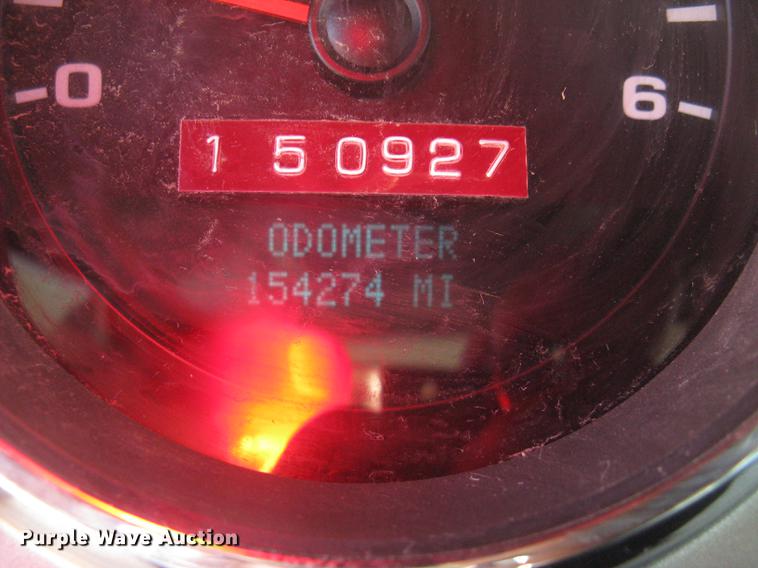 0
6
1 50927
ODOMETER
154274 MI
Purple Wave Auction